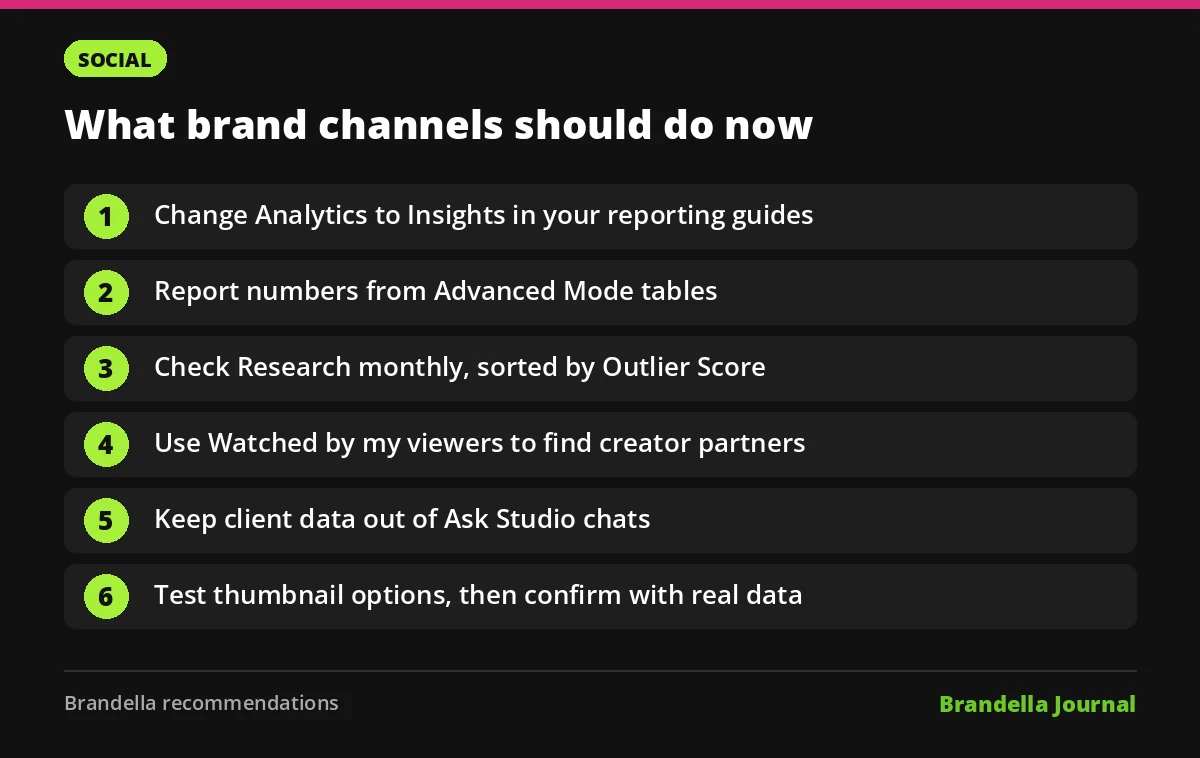 SOCIAL
What brand channels should do now
1 Change Analytics to Insights in your reporting guides
2 Report numbers from Advanced Mode tables
3 Check Research monthly, sorted by Outlier Score
4 Use Watched by my viewers to find creator partners
5 Keep client data out of Ask Studio chats
6 Test thumbnail options, then confirm with real data
Brandella recommendations
Brandella Journal